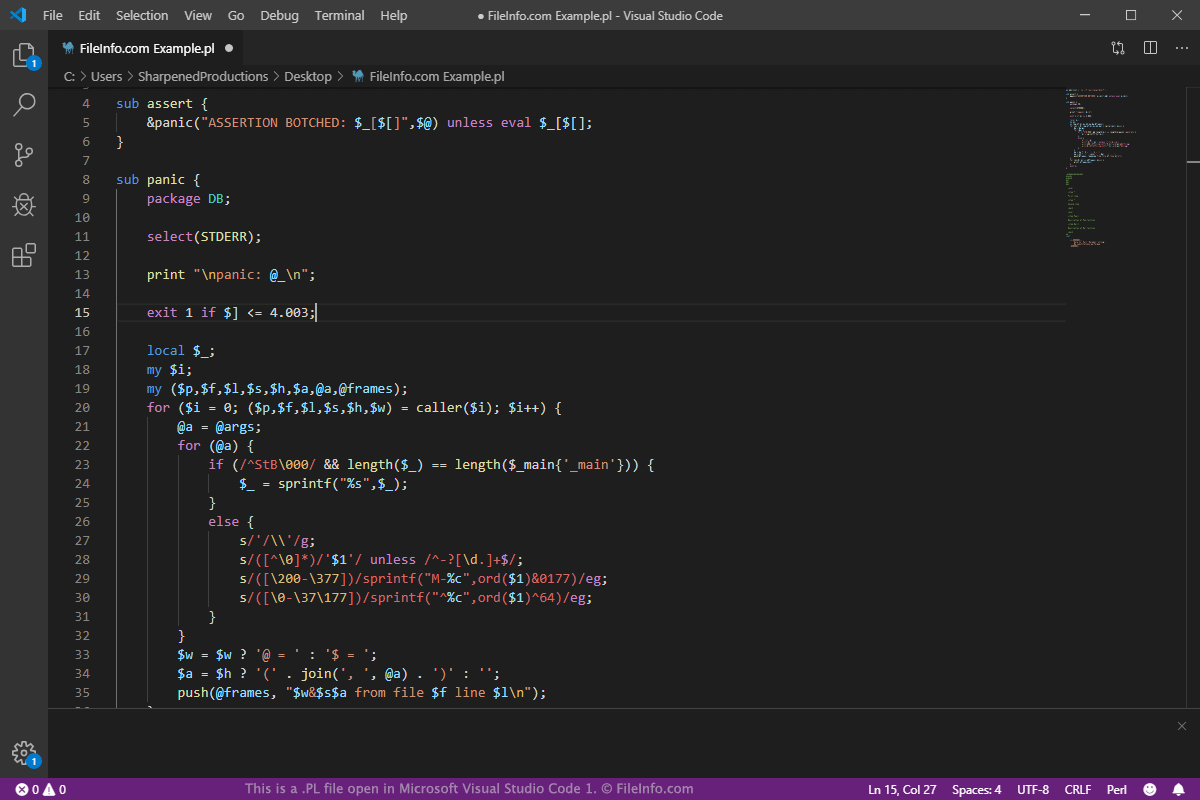 File Edit Selection View Go Debug Terminal Help ● FileInfo.com Example.pl - Visual Studio Code
FileInfo.com Example.pl ●
1
C: > Users > SharpenedProductions > Desktop > FileInfo.com Example.pl
4 sub assert {
5 &panic("ASSERTION BOTCHED: $_[$[]",$@) unless eval $_[$[];
6 }
7
8 sub panic {
9 package DB;
10
11 select(STDERR);
12
13 print "\npanic: @_\n";
14
15 exit 1 if $] <= 4.003;
16
17 local $_;
18 my $i;
19 my ($p,$f,$l,$s,$h,$a,@a,@frames);
20 for ($i = 0; ($p,$f,$l,$s,$h,$w) = caller($i); $i++) {
21 @a = @args;
22 for (@a) {
23 if (/^StB\000/ && length($_) == length($_main{'_main'})) {
24 $_ = sprintf("%s",$_);
25 }
26 else {
27 s/'/\\'/g;
28 s/([^\0]*)/'$1'/ unless /^-?[\d.]+$/;
29 s/([\200-\377])/sprintf("M-%c",ord($1)&0177)/eg;
30 s/([\0-\37\177])/sprintf("^%c",ord($1)^64)/eg;
31 }
32 }
33 $w = $w ? '@ = ' : '$ = ';
34 $a = $h ? '(' . join(', ', @a) . ')' : '';
35 push(@frames, "$w&$s$a from file $f line $l\n");
1
0 0 This is a .PL file open in Microsoft Visual Studio Code 1. © FileInfo.com Ln 15, Col 27 Spaces: 4 UTF-8 CRLF Perl